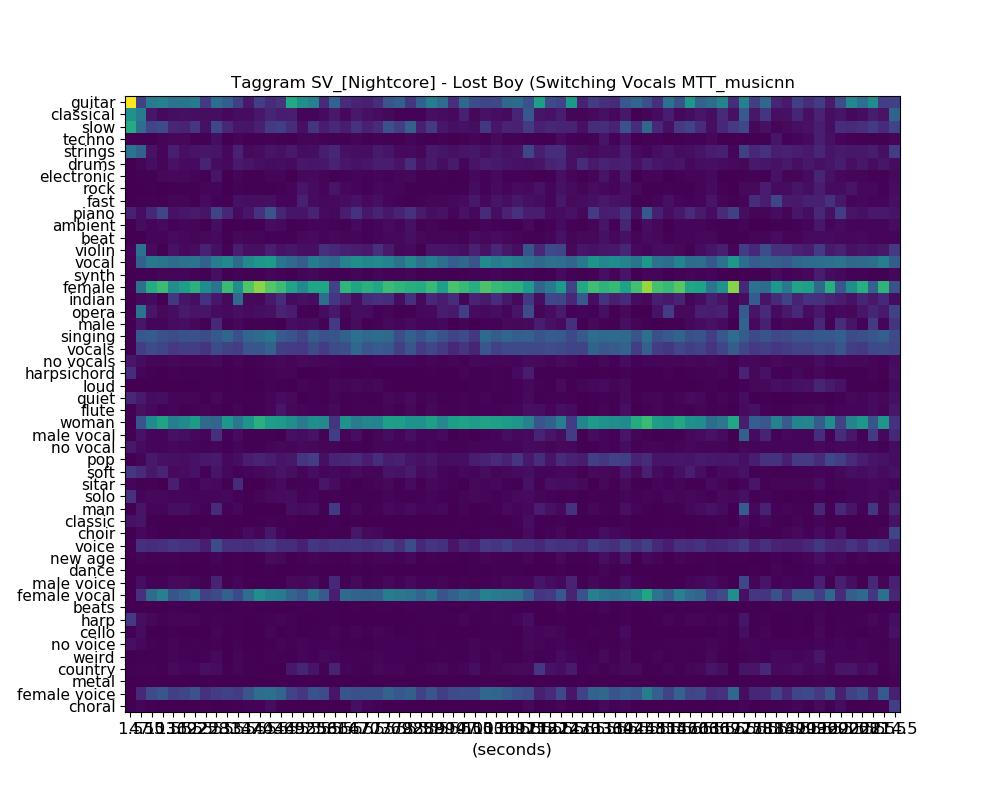 Taggram SV_[Nightcore] - Lost Boy (Switching Vocals MTT_musicnn
guitar
classical
slow
techno
strings
drums
electronic
rock
fast
piano
ambient
beat
violin
vocal
synth
female
indian
opera
male
singing
vocals
no vocals
harpsichord
loud
quiet
flute
woman
male vocal
no vocal
pop
soft
sitar
solo
man
classic
choir
voice
new age
dance
male voice
female vocal
beats
harp
cello
no voice
weird
country
metal
female voice
choral
(seconds)